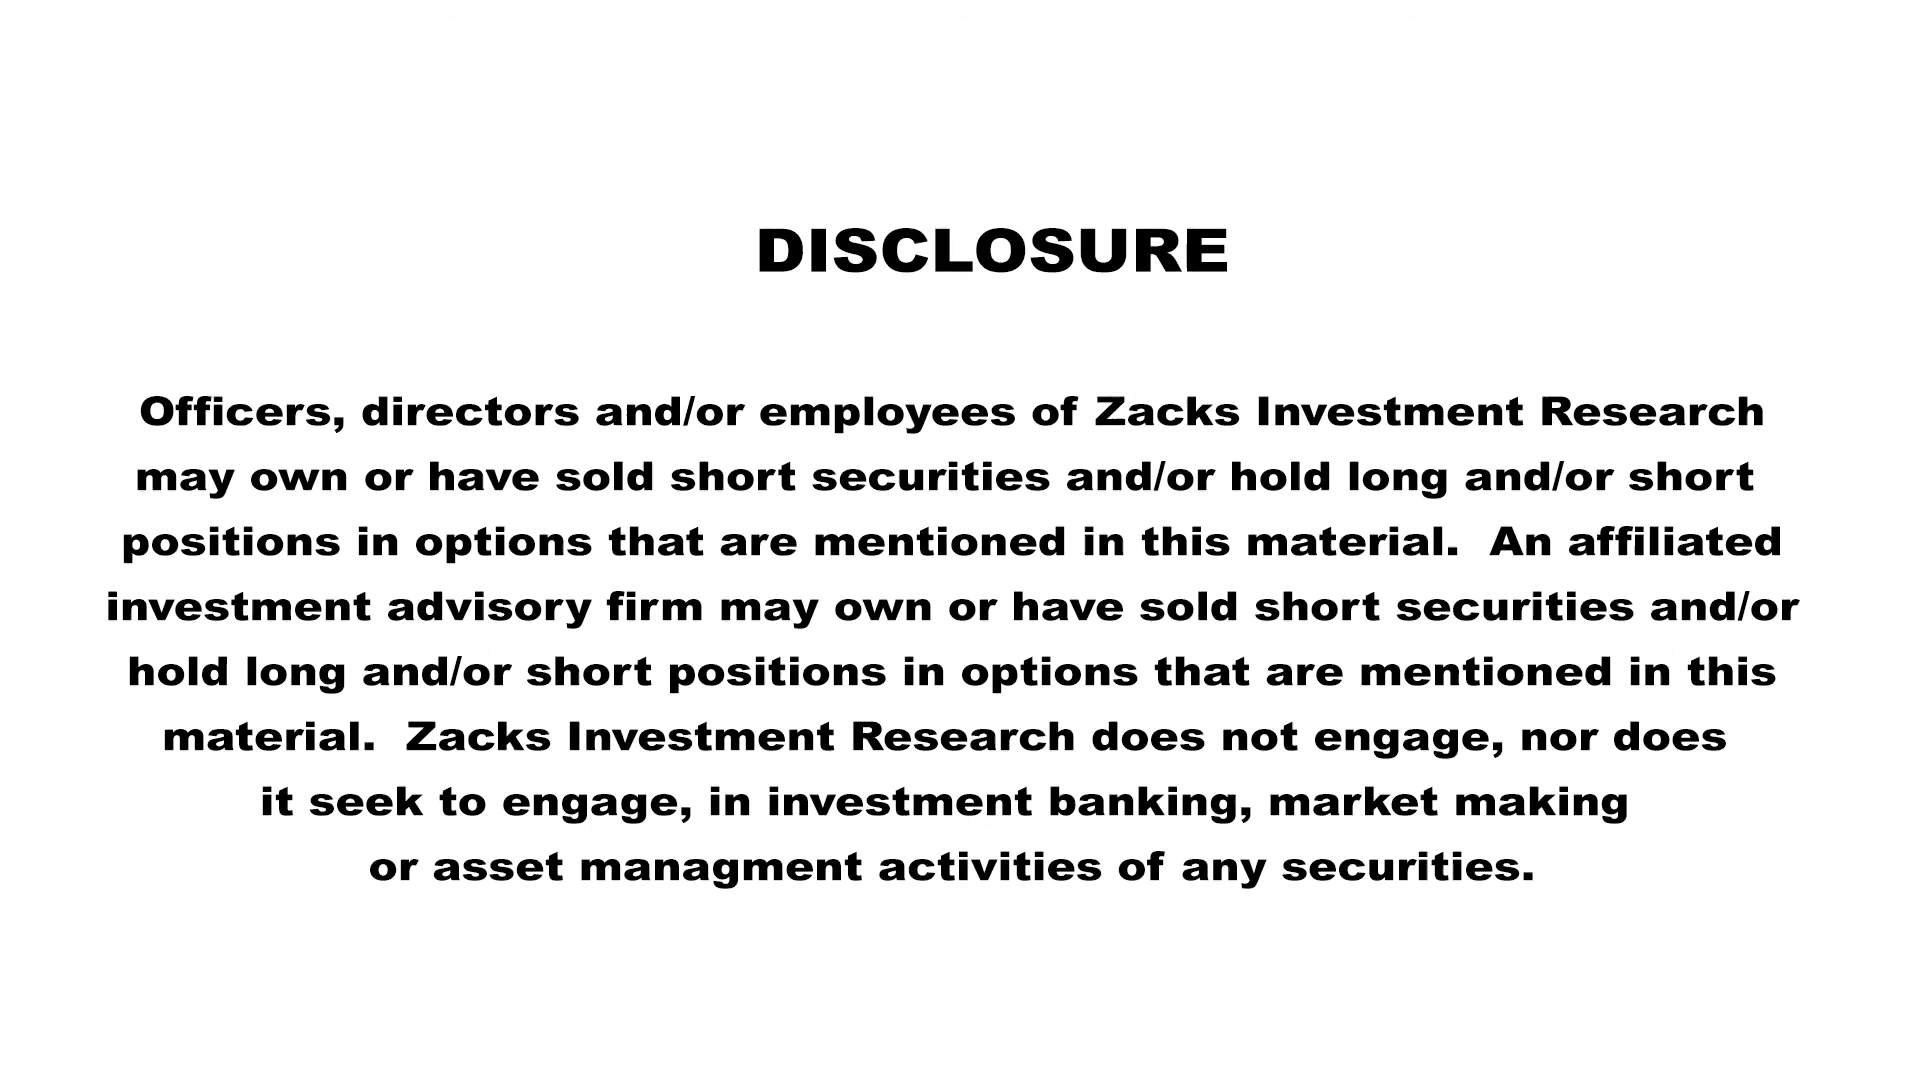 DISCLOSURE
Officers, directors and/or employees of Zacks Investment Research
may own or have sold short securities and/or hold long and/or short
positions in options that are mentioned in this material.  An affiliated
investment advisory firm may own or have sold short securities and/or
hold long and/or short positions in options that are mentioned in this
material.  Zacks Investment Research does not engage, nor does
it seek to engage, in investment banking, market making
or asset managment activities of any securities.